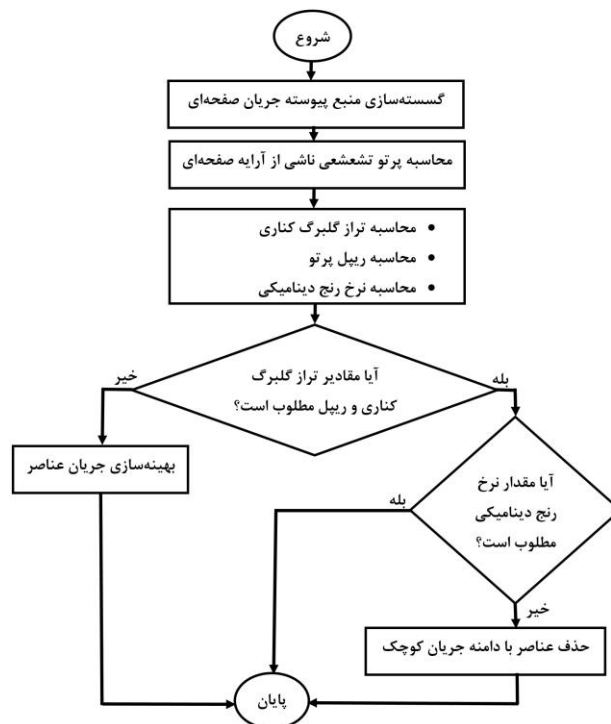 شروع
گسسته‌سازی منبع پیوسته جریان صفحه‌ای
محاسبه پرتو تشعشعی ناشی از آرایه صفحه‌ای
• محاسبه تراز گلبرگ کناری
• محاسبه ریپل پرتو
• محاسبه نرخ رنج دینامیکی
آیا مقادیر تراز گلبرگ
کناری و ریپل مطلوب است؟
بله
خیر
بهینه‌سازی جریان عناصر
آیا مقدار نرخ
رنج دینامیکی
مطلوب است؟
بله
خیر
حذف عناصر با دامنه جریان کوچک
پایان